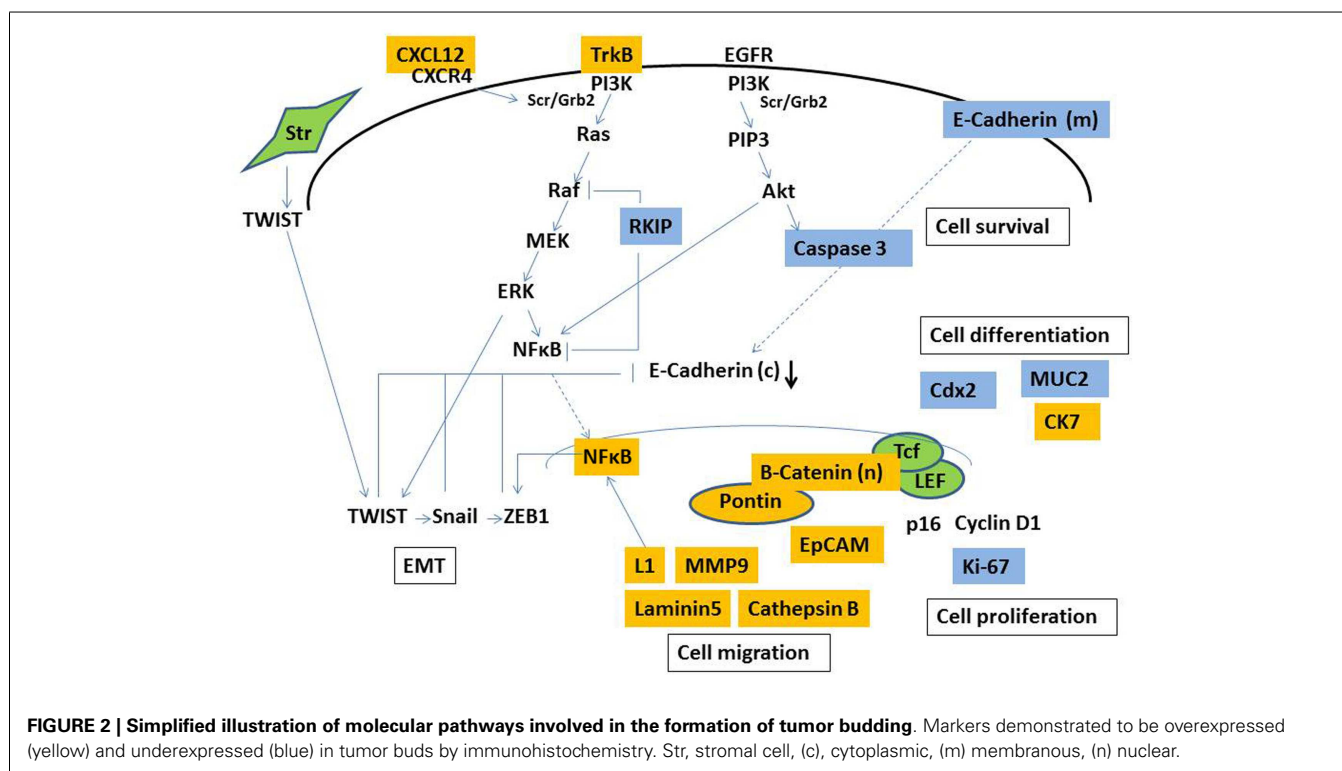 CXCL12
CXCR4
TrkB
EGFR
PI3K
PI3K
Scr/Grb2
Scr/Grb2
E-Cadherin (m)
Str
Ras
PIP3
Raf
Akt
TWIST
RKIP
Cell survival
MEK
Caspase 3
ERK
Cell differentiation
NFκB
E-Cadherin (c)
Cdx2
MUC2
CK7
NFκB
Tcf
B-Catenin (n)
LEF
Pontin
TWIST
Snail
ZEB1
p16
Cyclin D1
EpCAM
EMT
L1
MMP9
Ki-67
Laminin5
Cathepsin B
Cell proliferation
Cell migration
FIGURE 2 | Simplified illustration of molecular pathways involved in the formation of tumor budding. Markers demonstrated to be overexpressed
(yellow) and underexpressed (blue) in tumor buds by immunohistochemistry. Str, stromal cell, (c), cytoplasmic, (m) membranous, (n) nuclear.